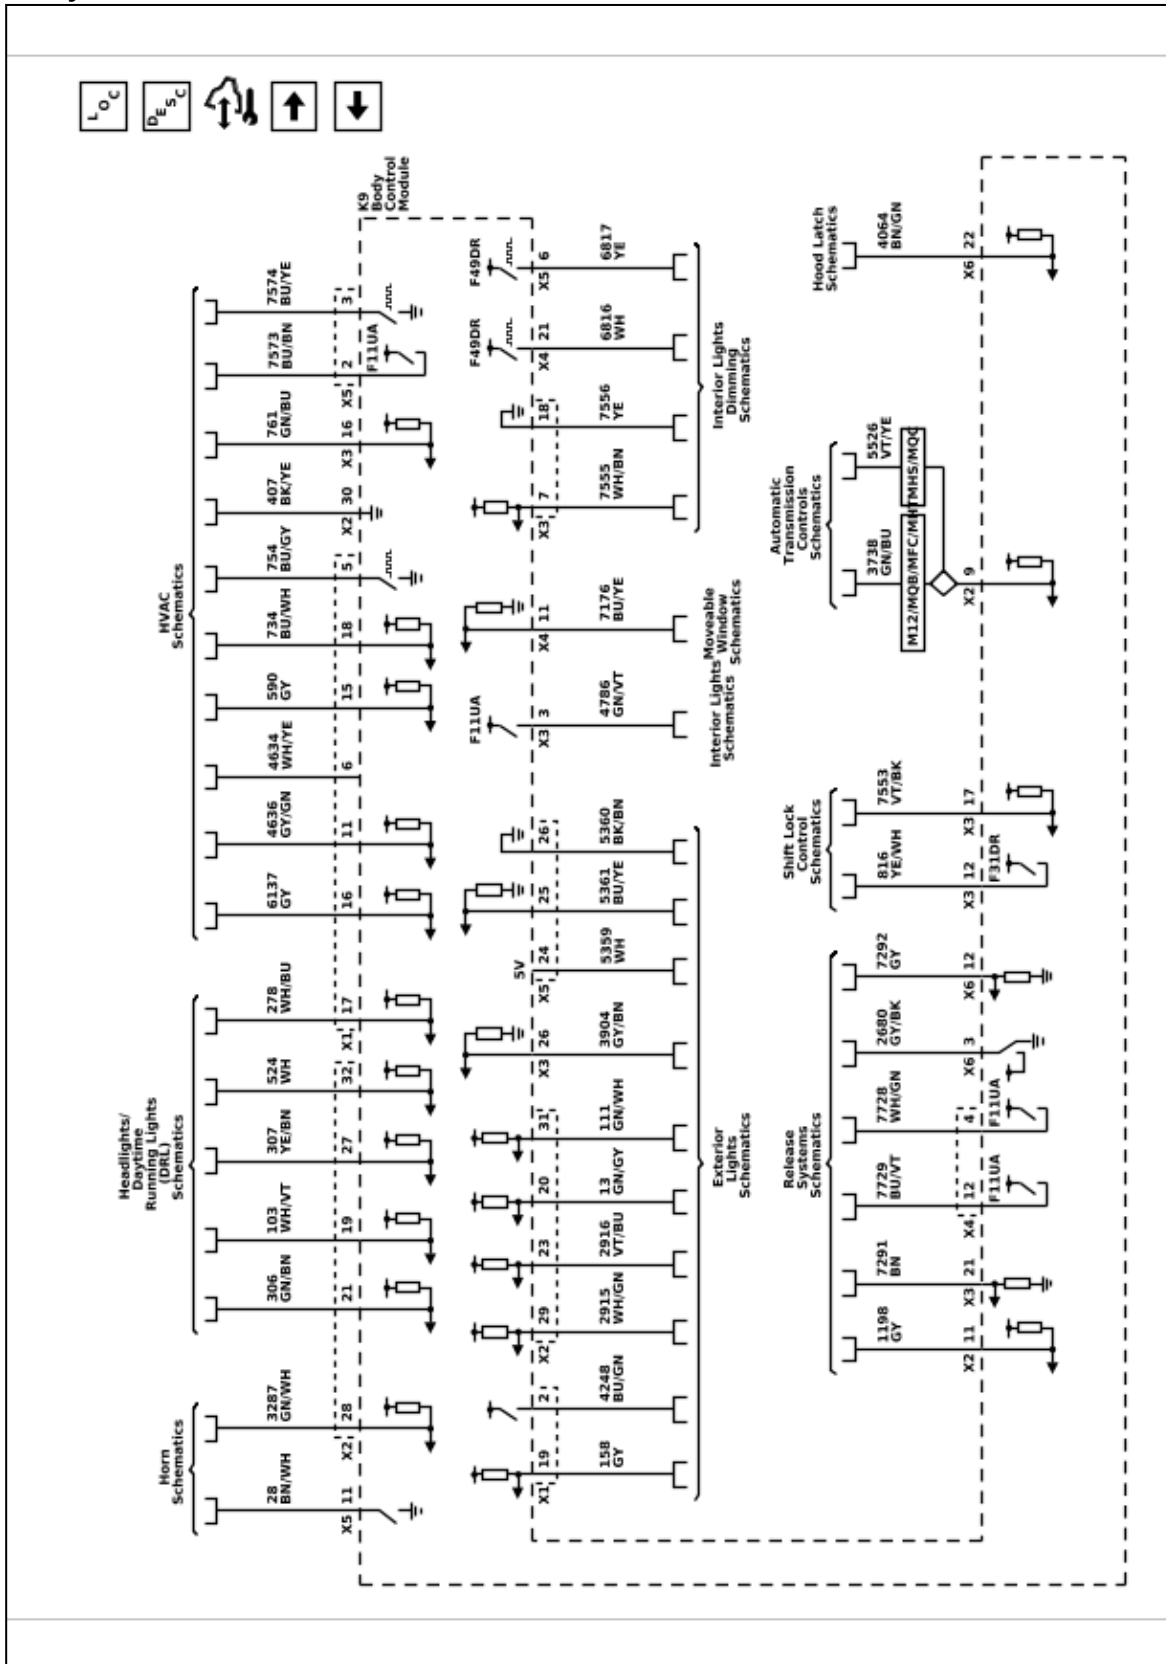 LOC
DESC
K9
Body
Control
Module
Horn
Schematics
28
BN/WH
X5 11
3287
GN/WH
X2 28
Headlights/
Daytime
Running Lights
(DRL)
Schematics
306
GN/BN
21
103
WH/VT
19
307
YE/BN
27
524
WH
32
278
WH/BU
X1 17
HVAC
Schematics
6137
GY
16
4636
GY/GN
11
4634
WH/YE
6
590
GY
15
734
BU/WH
18
754
BU/GY
5
407
BK/YE
X2 30
761
GN/BU
X3 16
7573
BU/BN
X5 2
F11UA
7574
BU/YE
3
X1 19
158
GY
2
4248
BU/GN
X2 29
2915
WH/GN
23
2916
VT/BU
20
13
GN/GY
31
111
GN/WH
X3 26
3904
GY/BN
5V
X5 24
5359
WH
25
5361
BU/YE
26
5360
BK/BN
Exterior
Lights
Schematics
F11UA
X3 3
4786
GN/VT
Interior Lights
Schematics
X4 11
7176
BU/YE
Moveable
Window
Schematics
X3 7
7555
WH/BN
18
7556
YE
F49DR
X4 21
6816
WH
F49DR
X5 6
6817
YE
Interior Lights
Dimming
Schematics
Release
Systems
Schematics
1198
GY
X2 11
7291
BN
X3 21
7729
BU/VT
X4 12
F11UA
7728
WH/GN
4
F11UA
2680
GY/BK
X6 3
7292
GY
X6 12
Shift Lock
Control
Schematics
816
YE/WH
X3 12
F31DR
7553
VT/BK
X3 17
Automatic
Transmission
Controls
Schematics
3738
GN/BU
M12/MQB/MFC/MHT
5526
VT/YE
MHS/MQC
X2 9
Hood Latch
Schematics
4064
BN/GN
X6 22